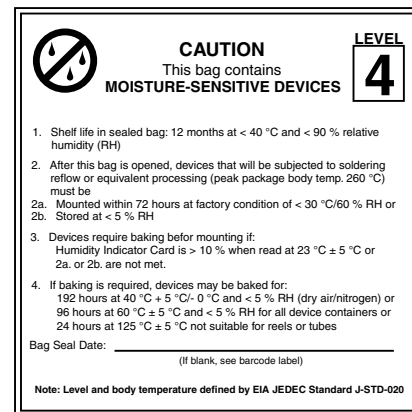 CAUTION
This bag contains
MOISTURE-SENSITIVE DEVICES
LEVEL
4
1. Shelf life in sealed bag: 12 months at < 40 °C and < 90 % relative
humidity (RH)
2. After this bag is opened, devices that will be subjected to soldering
reflow or equivalent processing (peak package body temp. 260 °C)
must be
2a. Mounted within 72 hours at factory condition of < 30 °C/60 % RH or
2b. Stored at < 5 % RH
3. Devices require baking befor mounting if:
Humidity Indicator Card is > 10 % when read at 23 °C ± 5 °C or
2a. or 2b. are not met.
4. If baking is required, devices may be baked for:
192 hours at 40 °C + 5 °C/- 0 °C and < 5 % RH (dry air/nitrogen) or
96 hours at 60 °C ± 5 °C and < 5 % RH for all device containers or
24 hours at 125 °C ± 5 °C not suitable for reels or tubes
Bag Seal Date:
(If blank, see barcode label)
Note: Level and body temperature defined by EIA JEDEC Standard J-STD-020